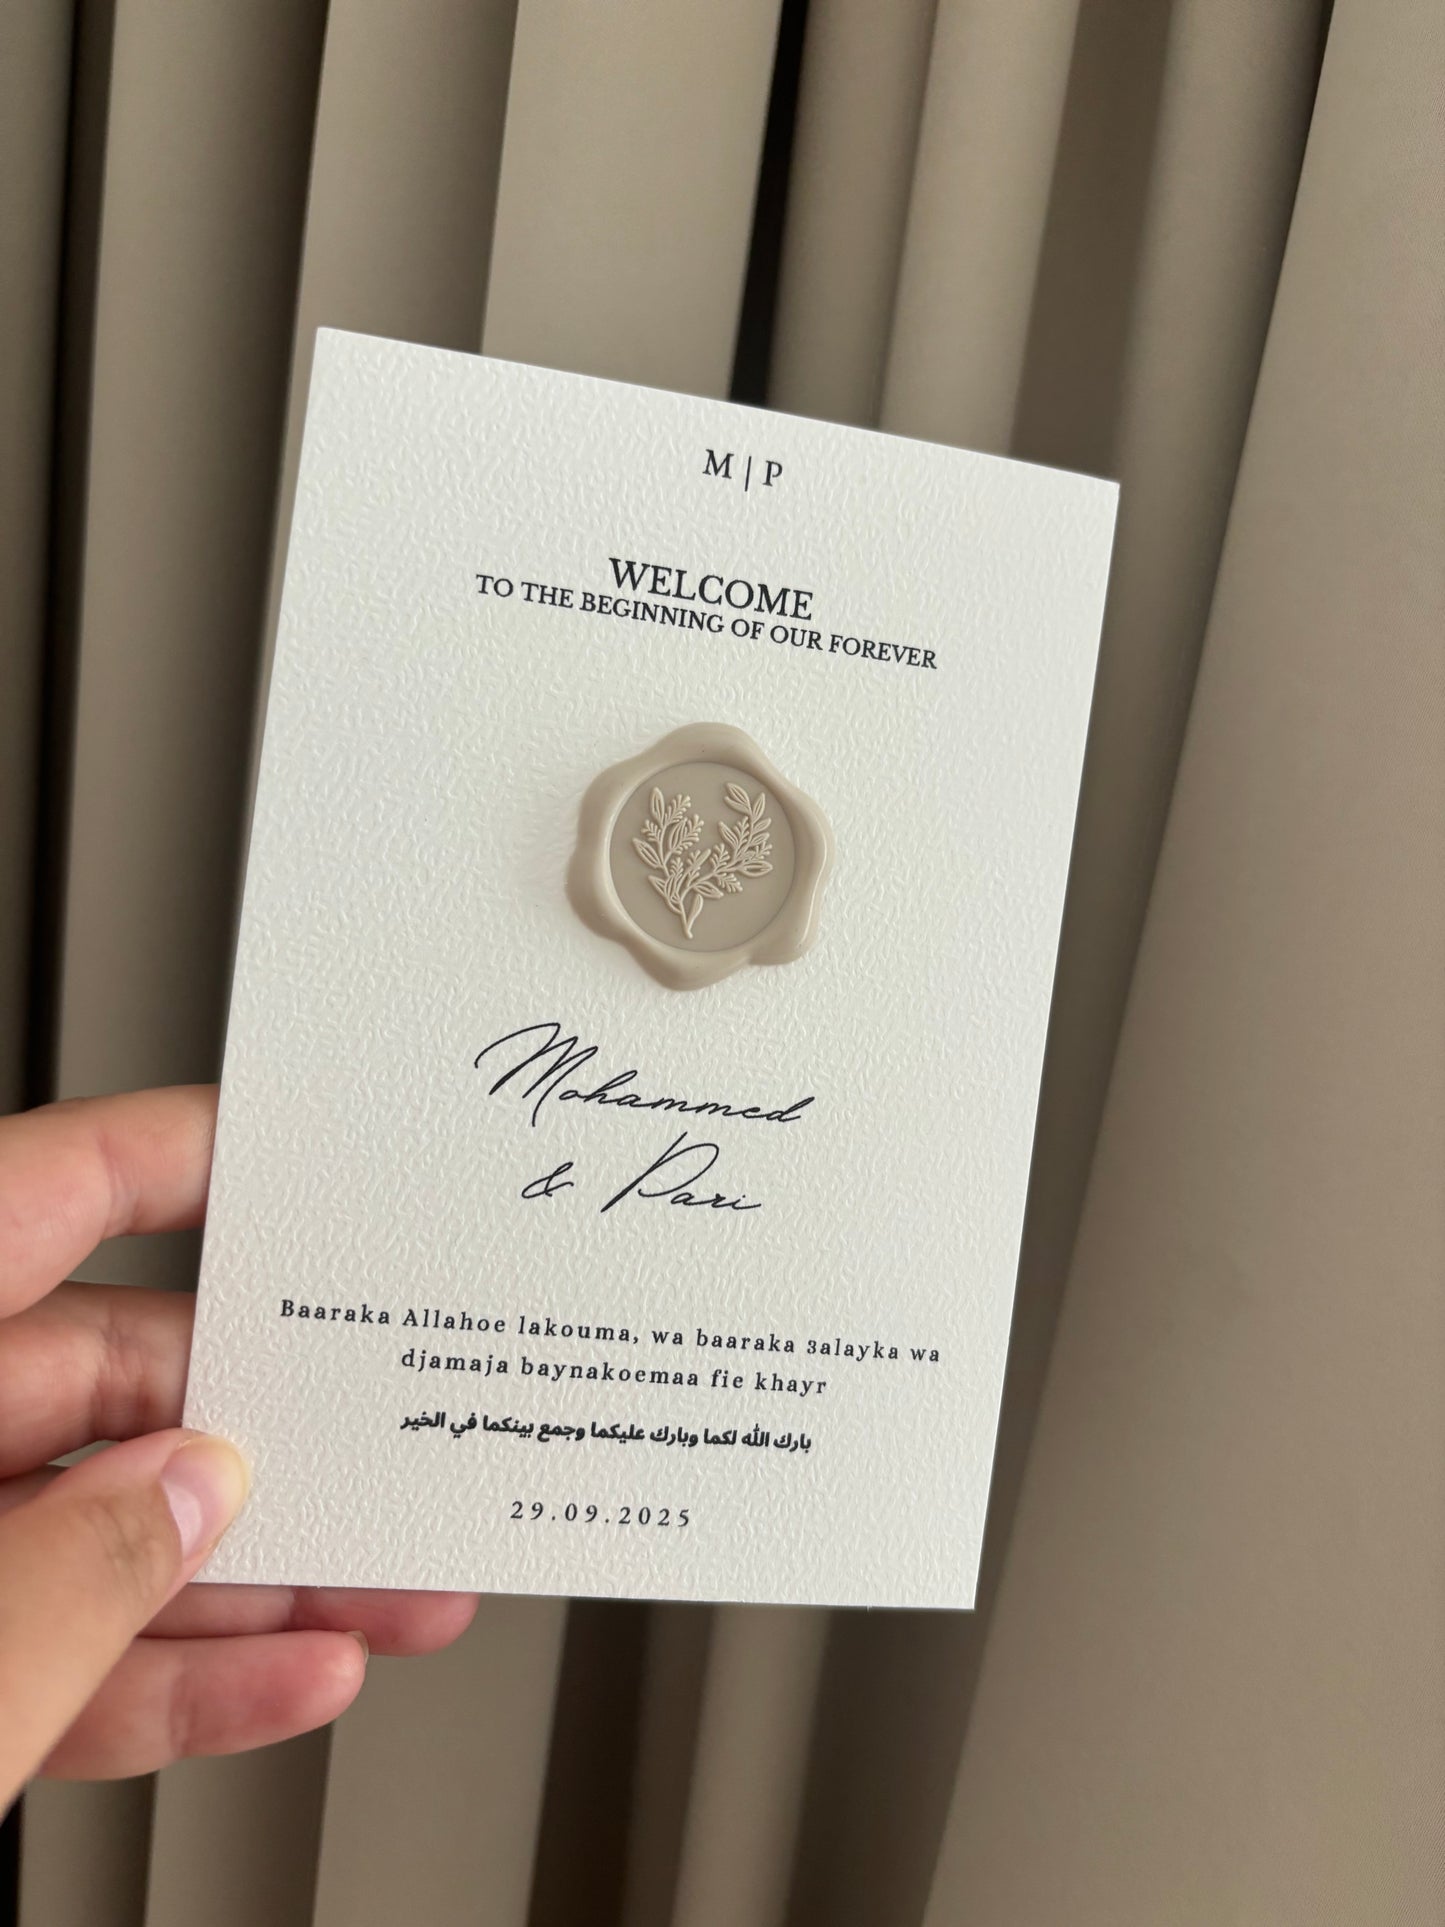 M | P
WELCOME
TO THE BEGINNING OF OUR FOREVER
Mohammed
& Pari
Baaraka Allahoe lakouma, wa baaraka 3alayka wa
djamaja baynakoemaa fie khayr
بارك الله لكما وبارك عليكما وجمع بينكما في الخير
29.09.2025